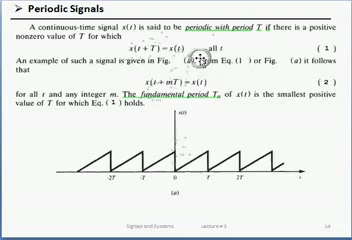 ➤ Periodic Signals
A continuous-time signal x(t) is said to be periodic with period T if there is a positive
nonzero value of T for which
x(t + T) = x(t) all t ( 1 )
An example of such a signal is given in Fig. (a) From Eq. (1 ) or Fig. (a) it follows
that
x(t + mT) = x(t) ( 2 )
for all t and any integer m. The fundamental period T₀ of x(t) is the smallest positive
value of T for which Eq. ( 1 ) holds.
x(t)
-2T -T 0 T 2T t
(a)
Signals and Systems Lecture # 5 14